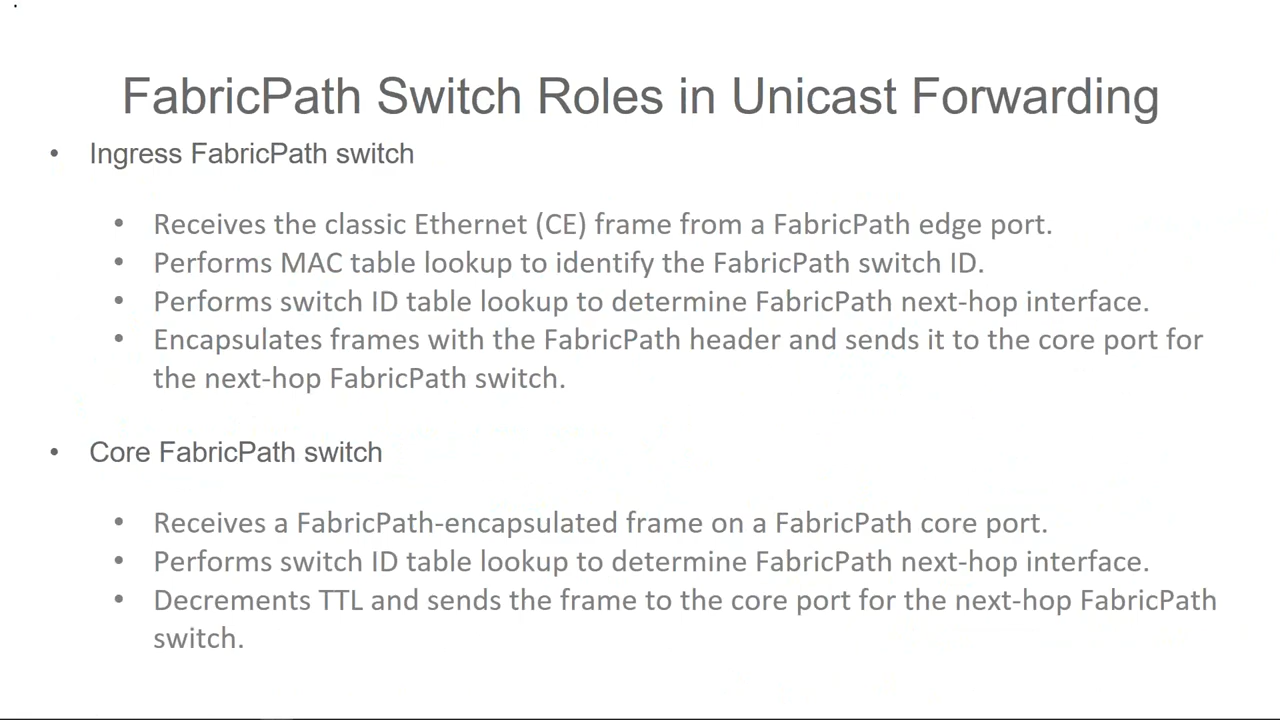 FabricPath Switch Roles in Unicast Forwarding
• Ingress FabricPath switch
• Receives the classic Ethernet (CE) frame from a FabricPath edge port.
• Performs MAC table lookup to identify the FabricPath switch ID.
• Performs switch ID table lookup to determine FabricPath next-hop interface.
• Encapsulates frames with the FabricPath header and sends it to the core port for
the next-hop FabricPath switch.
• Core FabricPath switch
• Receives a FabricPath-encapsulated frame on a FabricPath core port.
• Performs switch ID table lookup to determine FabricPath next-hop interface.
• Decrements TTL and sends the frame to the core port for the next-hop FabricPath
switch.